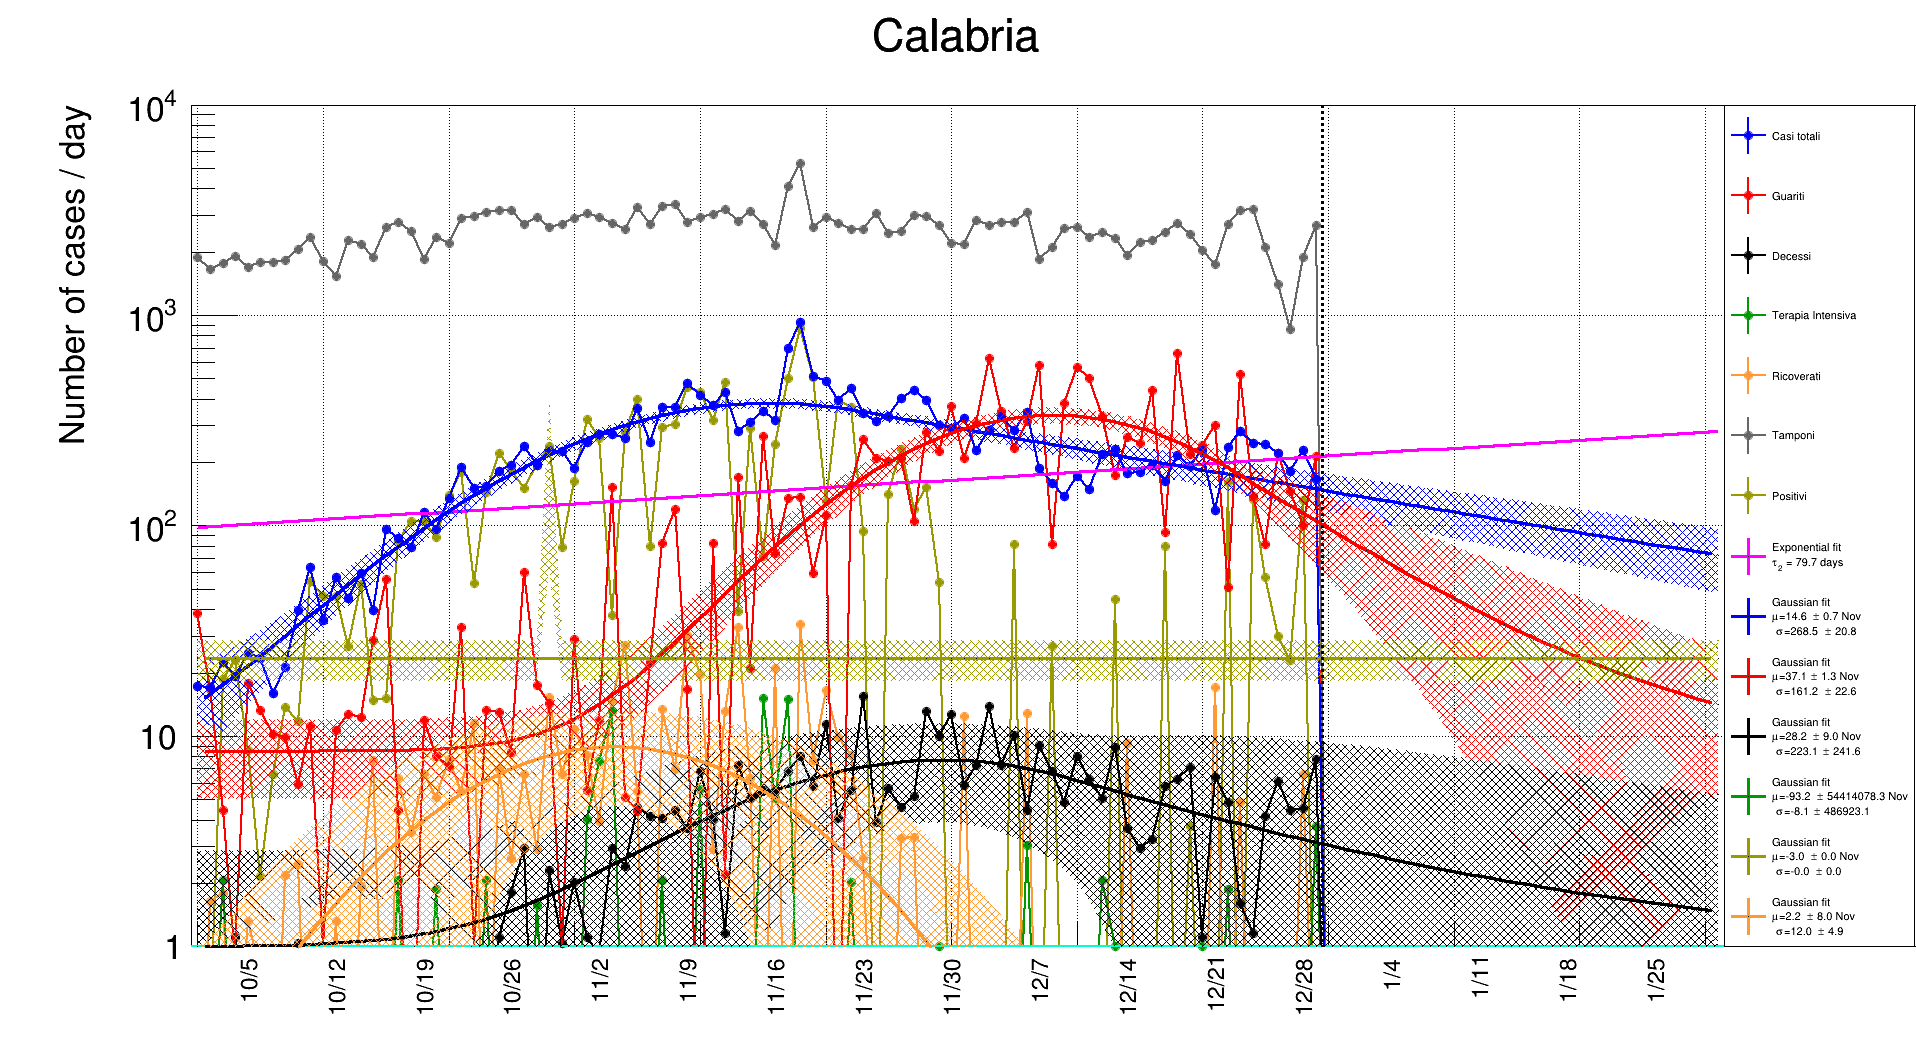 Calabria
Number of cases / day
10^4
10^3
10^2
10
1
10/5
10/12
10/19
10/26
11/2
11/9
11/16
11/23
11/30
12/7
12/14
12/21
12/28
1/4
1/11
1/18
1/25
Casi totali
Guariti
Decessi
Terapia Intensiva
Ricoverati
Tamponi
Positivi
Exponential fit
τ_2 = 79.7 days
Gaussian fit
μ=14.6 ± 0.7 Nov
σ=268.5 ± 20.8
Gaussian fit
μ=37.1 ± 1.3 Nov
σ=161.2 ± 22.6
Gaussian fit
μ=28.2 ± 9.0 Nov
σ=223.1 ± 241.6
Gaussian fit
μ=-93.2 ± 54414078.3 Nov
σ=-8.1 ± 486923.1
Gaussian fit
μ=-3.0 ± 0.0 Nov
σ=-0.0 ± 0.0
Gaussian fit
μ=2.2 ± 8.0 Nov
σ=12.0 ± 4.9